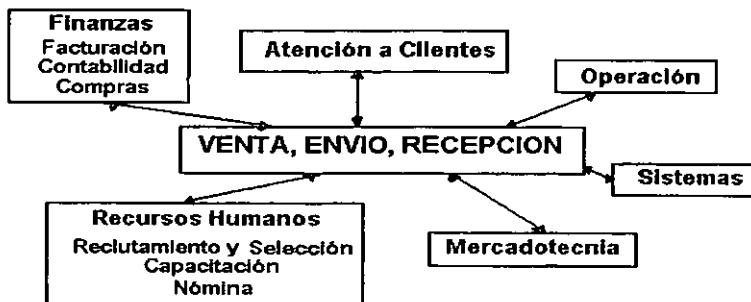 Finanzas
Facturación
Contabilidad
Compras
Atención a Clientes
Operación
VENTA, ENVIO, RECEPCION
Sistemas
Recursos Humanos
Reclutamiento y Selección
Capacitación
Nómina
Mercadotecnia